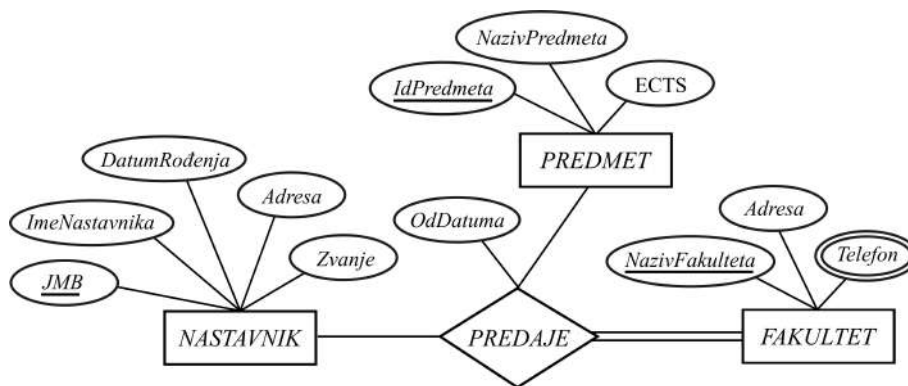 NazivPredmeta
IdPredmeta
ECTS
PREDMET
DatumRođenja
Adresa
ImeNastavnika
Zvanje
JMB
NASTAVNIK
OdDatuma
PREDAJE
Adresa
NazivFakulteta
Telefon
FAKULTET